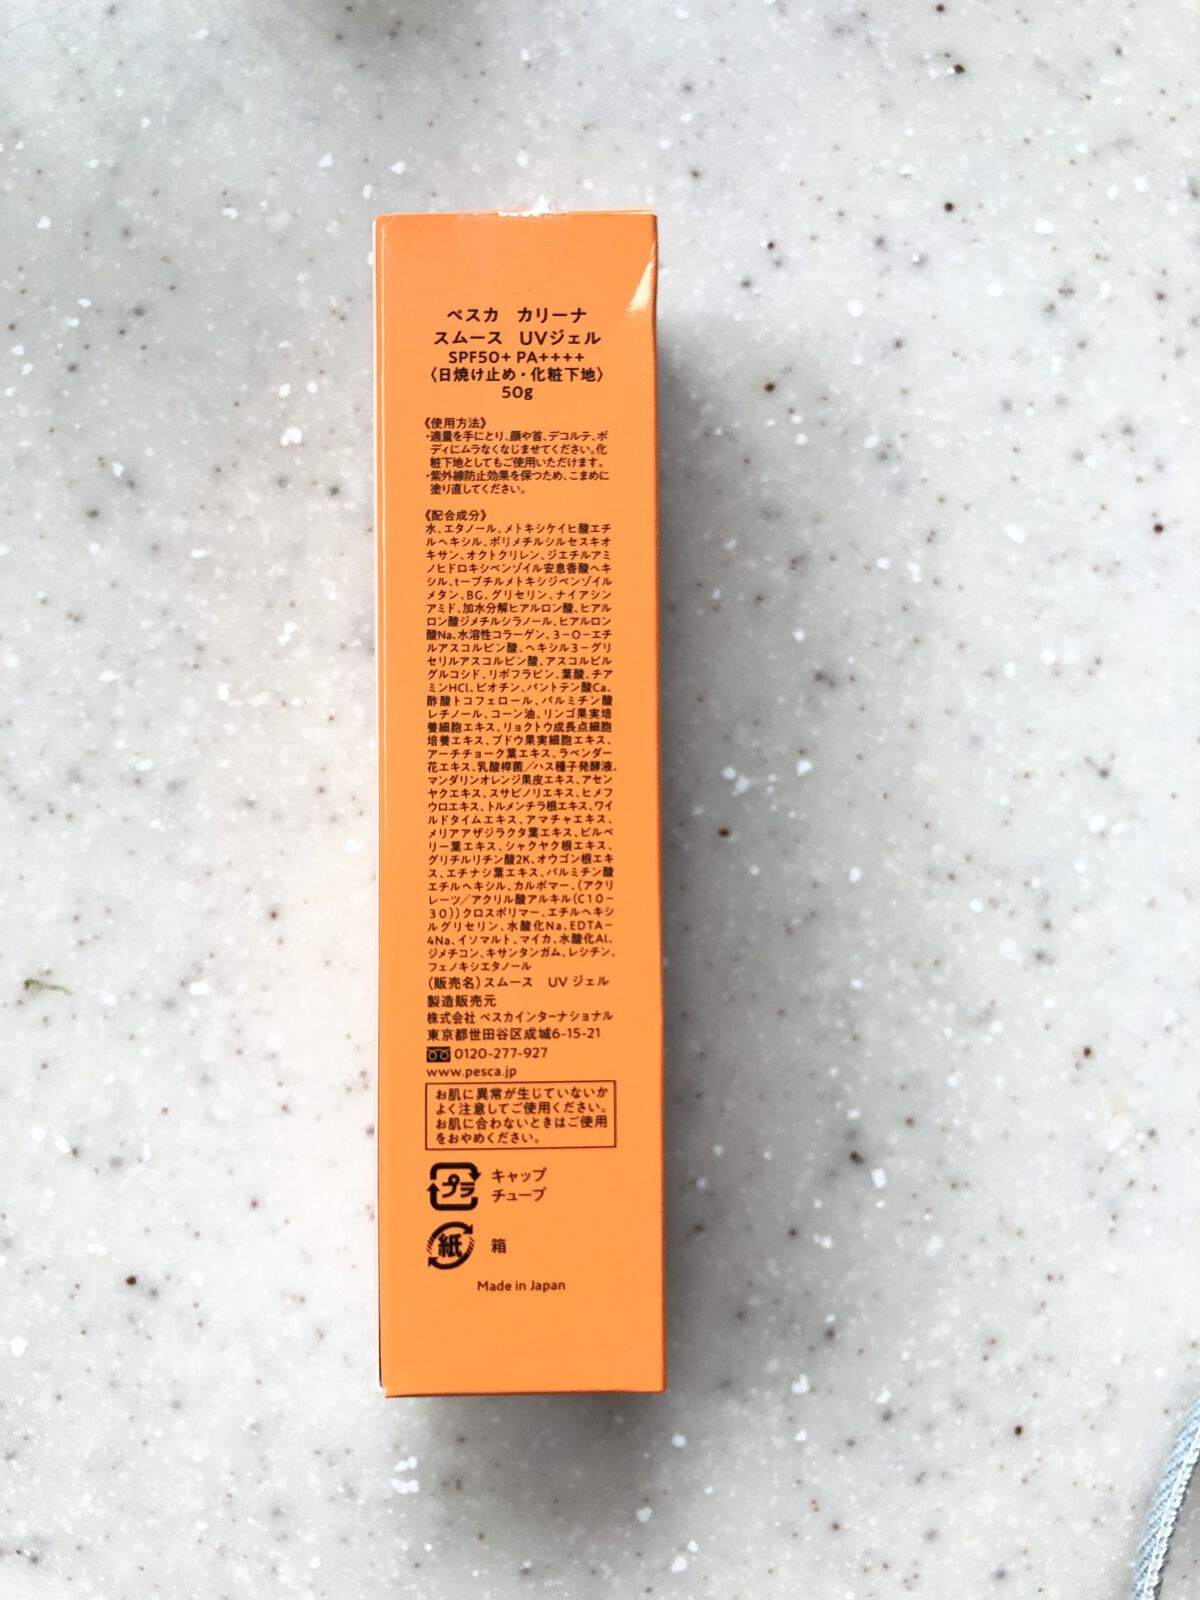 ペスカ カリーナ
スムース UVジェル
SPF50+ PA++++
〈日焼け止め・化粧下地〉
50g
《使用方法》
・適量を手にとり、顔や首、デコルテ、ボ
ディにムラなくなじませてください。化
粧下地としてもご使用いただけます。
・紫外線防止効果を保つため、こまめに
塗り直してください。
《配合成分》
水、エタノール、メトキシケイヒ酸エチ
ルヘキシル、ポリメチルシルセスキオ
キサン、オクトクリレン、ジエチルアミ
ノヒドロキシベンゾイル安息香酸ヘキ
シル、t-ブチルメトキシジベンゾイル
メタン、BG、グリセリン、ナイアシン
アミド、加水分解ヒアルロン酸、ヒアル
ロン酸ジメチルシラノール、ヒアルロン
酸Na、水溶性コラーゲン、3-O-エチ
ルアスコルビン酸、ヘキシル3-グリ
セリルアスコルビン酸、アスコルビル
グルコシド、リボフラビン、葉酸、チア
ミンHCl、ビオチン、パントテン酸Ca、
酢酸トコフェロール、パルミチン酸
レチノール、コーン油、リンゴ果実培
養細胞エキス、リョクトウ成長点細胞
培養エキス、ブドウ果実細胞エキス、
アーチチョーク葉エキス、ラベンダー
花エキス、乳酸桿菌／ハス種子発酵液、
マンダリンオレンジ果皮エキス、アセン
ヤクエキス、スサビノリエキス、ヒメフ
ウロエキス、トルメンチラ根エキス、ワイ
ルドタイムエキス、アマチャエキス、
メリアアザジラクタ葉エキス、ビルベ
リー葉エキス、シャクヤク根エキス、
グリチルリチン酸2K、オウゴン根エキ
ス、エチナシ葉エキス、パルミチン酸
エチルヘキシル、カルボマー、（アクリ
レーツ／アクリル酸アルキル（C10-
30））クロスポリマー、エチルヘキシ
ルグリセリン、水酸化Na、EDTA-
4Na、イソマルト、マイカ、水酸化Al、
ジメチコン、キサンタンガム、レシチン、
フェノキシエタノール
（販売名）スムース UV ジェル
製造販売元
株式会社 ペスカインターナショナル
東京都世田谷区成城6-15-21
0120-277-927
www.pesca.jp
お肌に異常が生じていないか
よく注意してご使用ください。
お肌に合わないときはご使用
をおやめください。
プラ キャップ
チューブ
紙 箱
Made in Japan